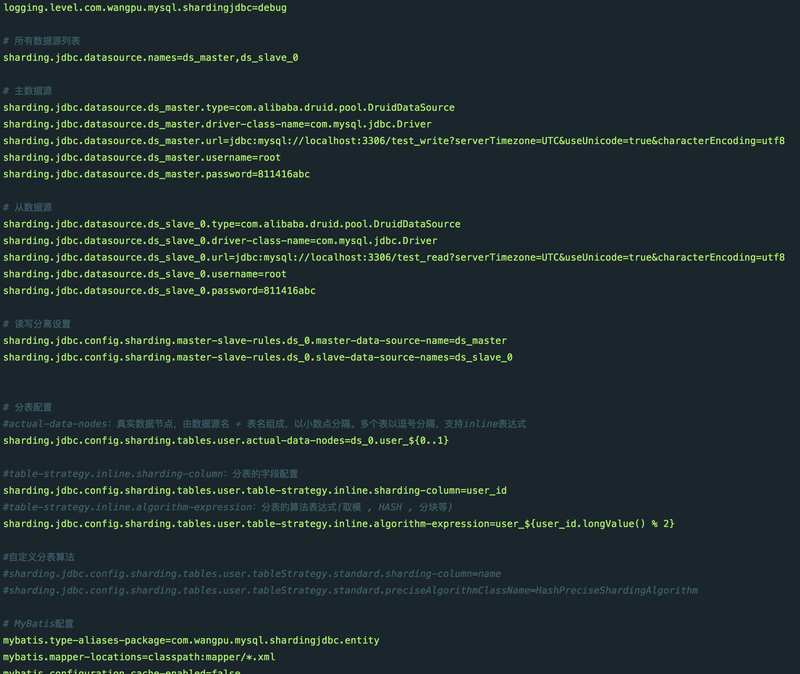 logging.level.com.wangpu.mysql.shardingjdbc=debug
# 所有数据源列表
sharding.jdbc.datasource.names=ds_master,ds_slave_0
# 主数据源
sharding.jdbc.datasource.ds_master.type=com.alibaba.druid.pool.DruidDataSource
sharding.jdbc.datasource.ds_master.driver-class-name=com.mysql.jdbc.Driver
sharding.jdbc.datasource.ds_master.url=jdbc:mysql://localhost:3306/test_write?serverTimezone=UTC&useUnicode=true&characterEncoding=utf8
sharding.jdbc.datasource.ds_master.username=root
sharding.jdbc.datasource.ds_master.password=811416abc
# 从数据源
sharding.jdbc.datasource.ds_slave_0.type=com.alibaba.druid.pool.DruidDataSource
sharding.jdbc.datasource.ds_slave_0.driver-class-name=com.mysql.jdbc.Driver
sharding.jdbc.datasource.ds_slave_0.url=jdbc:mysql://localhost:3306/test_read?serverTimezone=UTC&useUnicode=true&characterEncoding=utf8
sharding.jdbc.datasource.ds_slave_0.username=root
sharding.jdbc.datasource.ds_slave_0.password=811416abc
# 读写分离设置
sharding.jdbc.config.sharding.master-slave-rules.ds_0.master-data-source-name=ds_master
sharding.jdbc.config.sharding.master-slave-rules.ds_0.slave-data-source-names=ds_slave_0
# 分表配置
#actual-data-nodes：真实数据节点，由数据源名 + 表名组成，以小数点分隔。多个表以逗号分隔，支持inline表达式
sharding.jdbc.config.sharding.tables.user.actual-data-nodes=ds_0.user_${0..1}
#table-strategy.inline.sharding-column：分表的字段配置
sharding.jdbc.config.sharding.tables.user.table-strategy.inline.sharding-column=user_id
#table-strategy.inline.algorithm-expression：分表的算法表达式(取模 , HASH , 分块等)
sharding.jdbc.config.sharding.tables.user.table-strategy.inline.algorithm-expression=user_${user_id.longValue() % 2}
#自定义分表算法
#sharding.jdbc.config.sharding.tables.user.tableStrategy.standard.sharding-column=name
#sharding.jdbc.config.sharding.tables.user.tableStrategy.standard.preciseAlgorithmClassName=HashPreciseShardingAlgorithm
# MyBatis配置
mybatis.type-aliases-package=com.wangpu.mysql.shardingjdbc.entity
mybatis.mapper-locations=classpath:mapper/*.xml
mybatis.configuration.cache-enabled=false